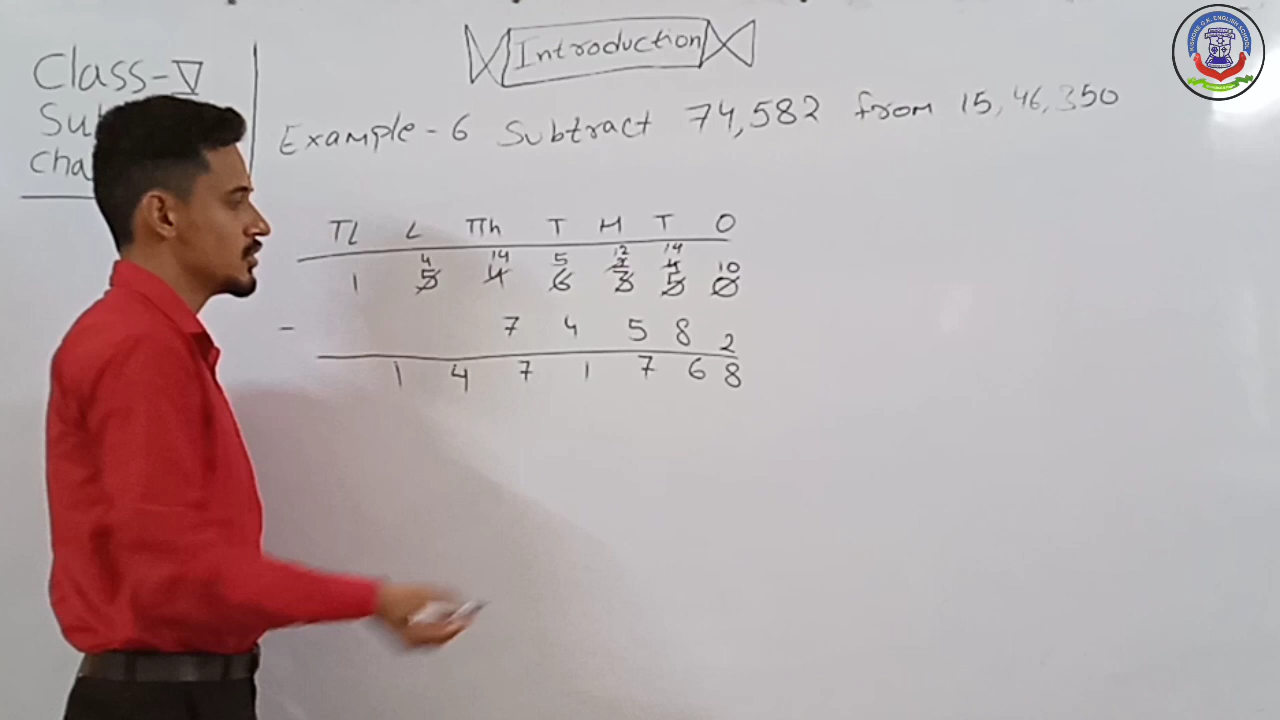 Introduction
Class-V
Su
Cha
Example-6 Subtract 74,582 from 15,46,350
TL L TTh T H T O
4 14 5 12 14 10
1 5 4 6 3 5 0
- 7 4 5 8 2
1 4 7 1 7 6 8